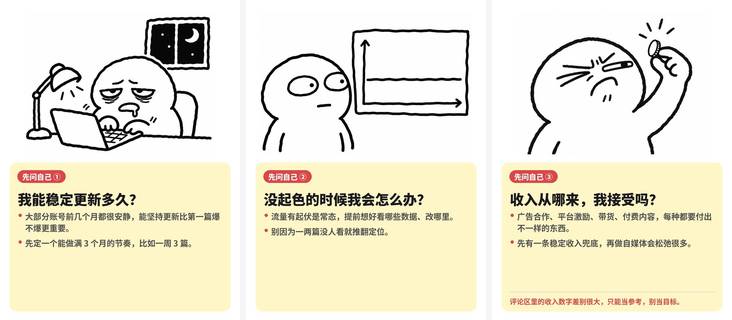 先问自己 ①
我能稳定更新多久？
• 大部分账号前几个月都很安静，能坚持更新比第一篇爆
不爆更重要。
• 先定一个能做满 3 个月的节奏，比如一周 3 篇。
先问自己 ②
没起色的时候我会怎么办？
• 流量有起伏是常态，提前想好看哪些数据、改哪里。
• 别因为一两篇没人看就推翻定位。
先问自己 ③
收入从哪来，我接受吗？
• 广告合作、平台激励、带货、付费内容，每种都要付出
不一样的东西。
• 先有一条稳定收入兜底，再做自媒体会松弛很多。
评论区里的收入数字差别很大，只能当参考，别当目标。